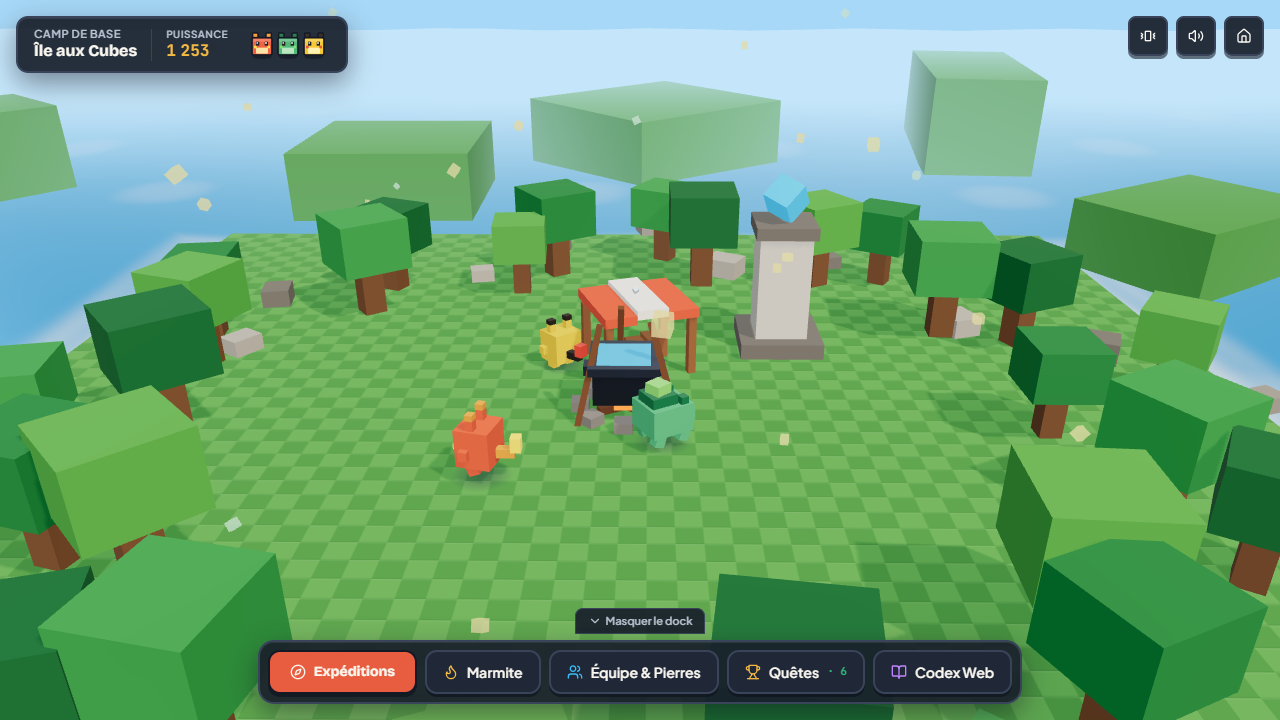 CAMP DE BASE
Île aux Cubes
PUISSANCE
1 253
Masquer le dock
Expéditions
Marmite
Équipe & Pierres
Quêtes · 6
Codex Web